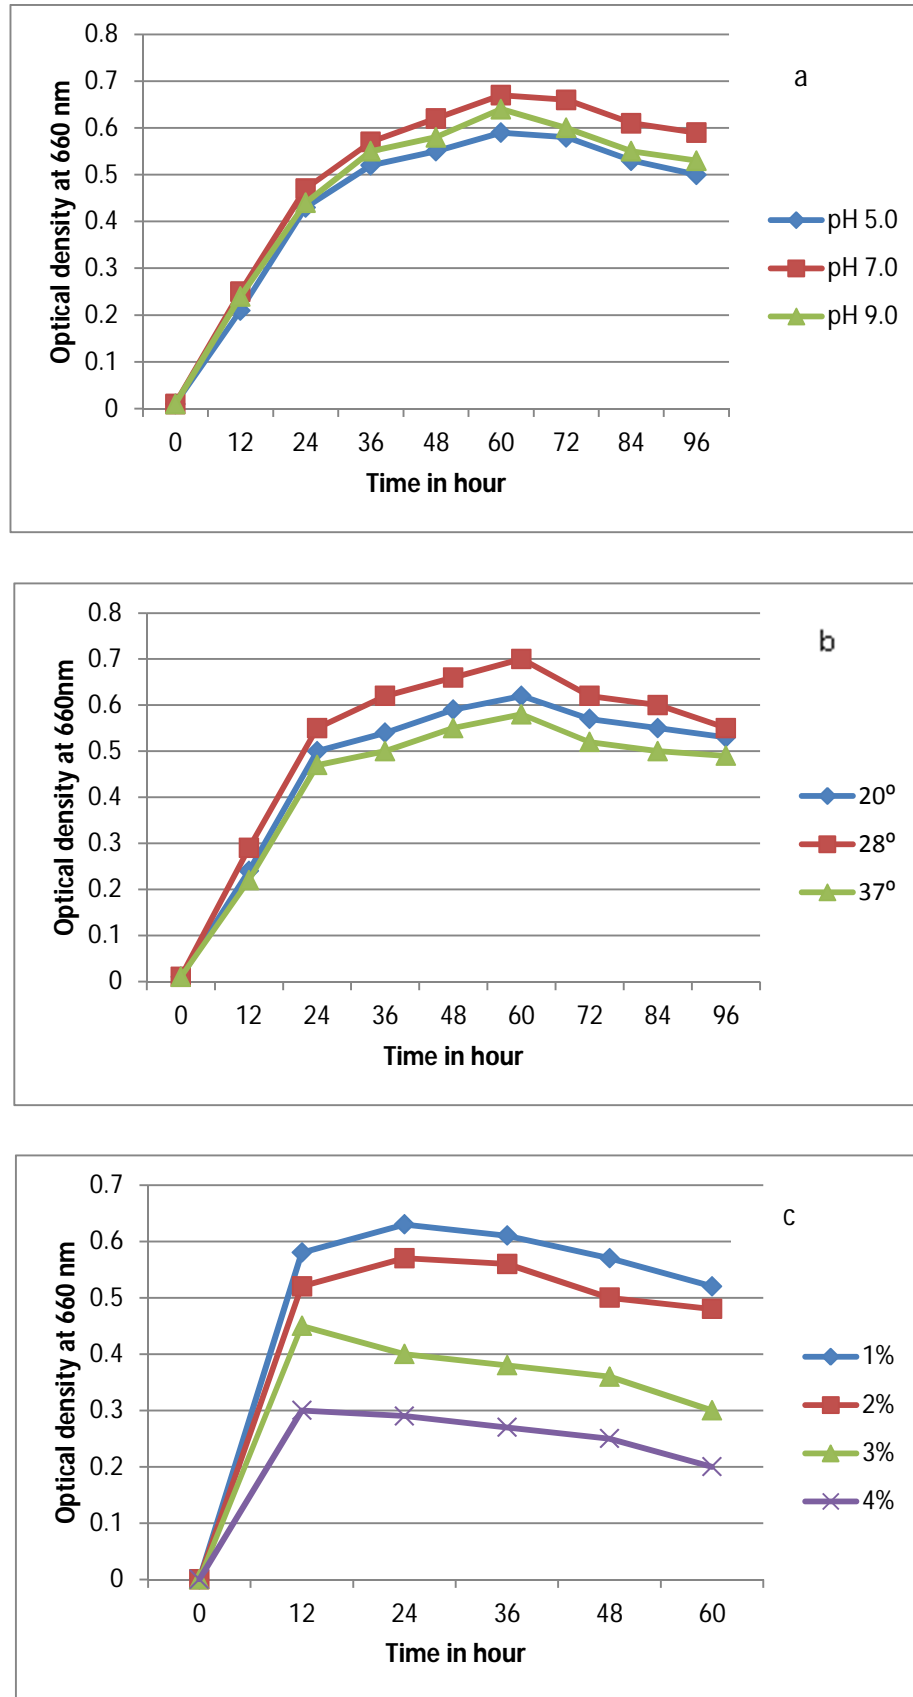 0.8
0.7
0.6
0.5
0.4
0.3
0.2
0.1
0
Optical density at 660 nm
0 12 24 36 48 60 72 84 96
Time in hour
a
pH 5.0
pH 7.0
pH 9.0
0.8
0.7
0.6
0.5
0.4
0.3
0.2
0.1
0
Optical density at 660nm
0 12 24 36 48 60 72 84 96
Time in hour
b
20º
28º
37º
0.7
0.6
0.5
0.4
0.3
0.2
0.1
0
Optical density at 660 nm
0 12 24 36 48 60
Time in hour
c
1%
2%
3%
4%